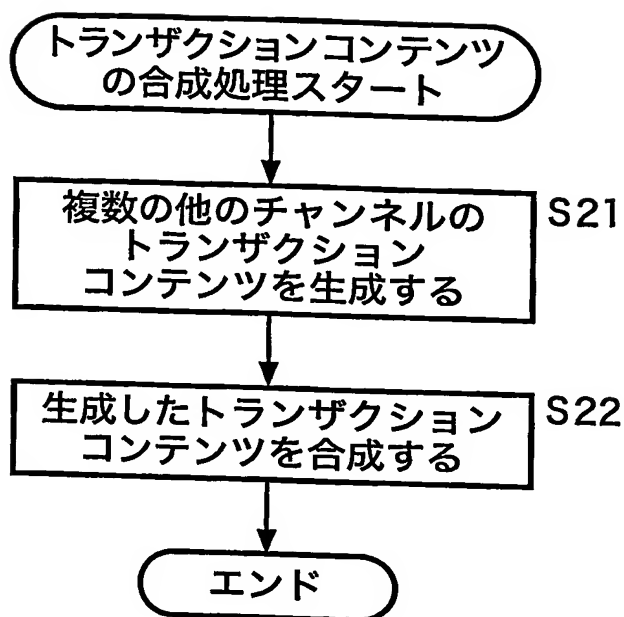 トランザクションコンテンツ
の合成処理スタート
複数の他のチャンネルの
トランザクション
コンテンツを生成する
S21
生成したトランザクション
コンテンツを合成する
S22
エンド